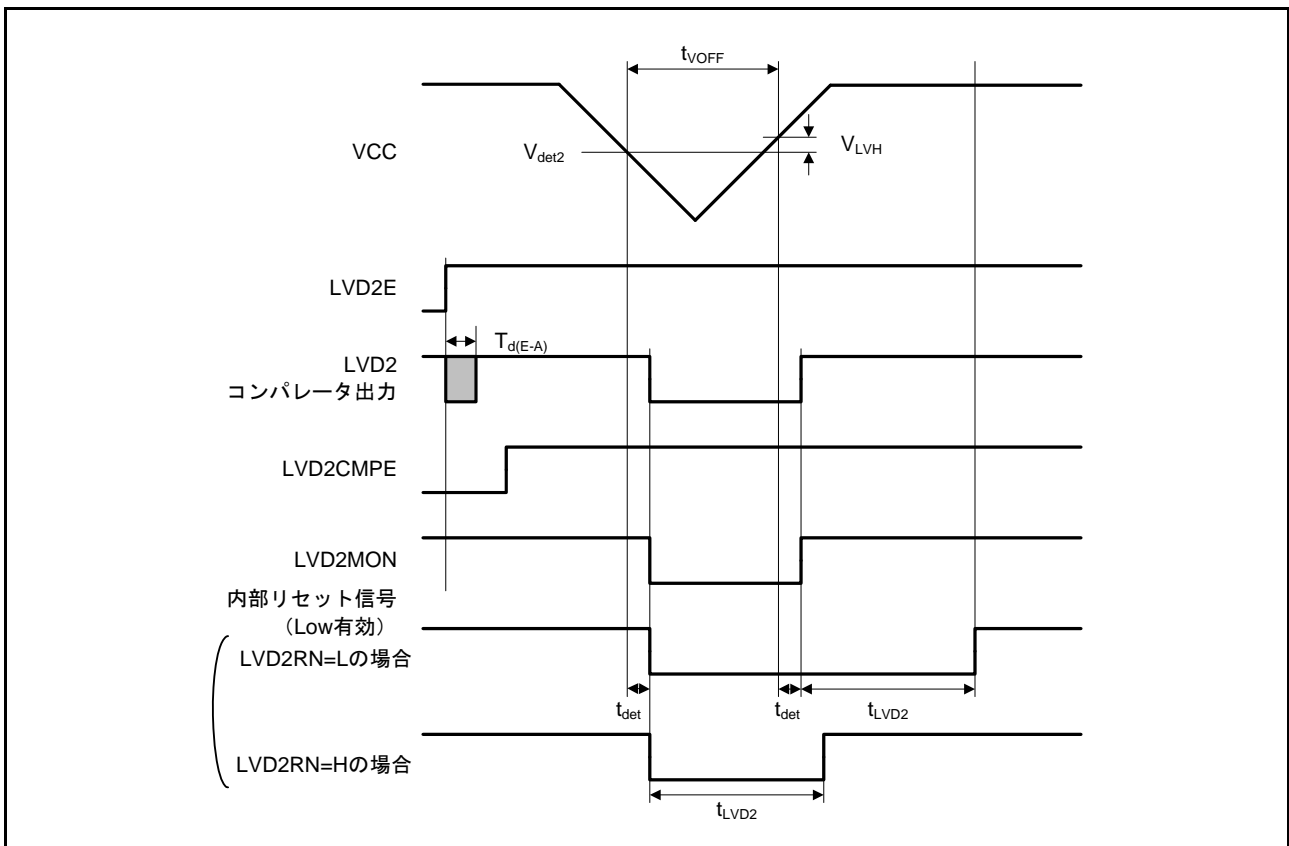 tVOFF
VCC
Vdet2
VLVH
LVD2E
Td(E-A)
LVD2
コンパレータ出力
LVD2CMPE
LVD2MON
内部リセット信号
（Low有効）
LVD2RN=Lの場合
tdet
tdet
tLVD2
LVD2RN=Hの場合
tLVD2